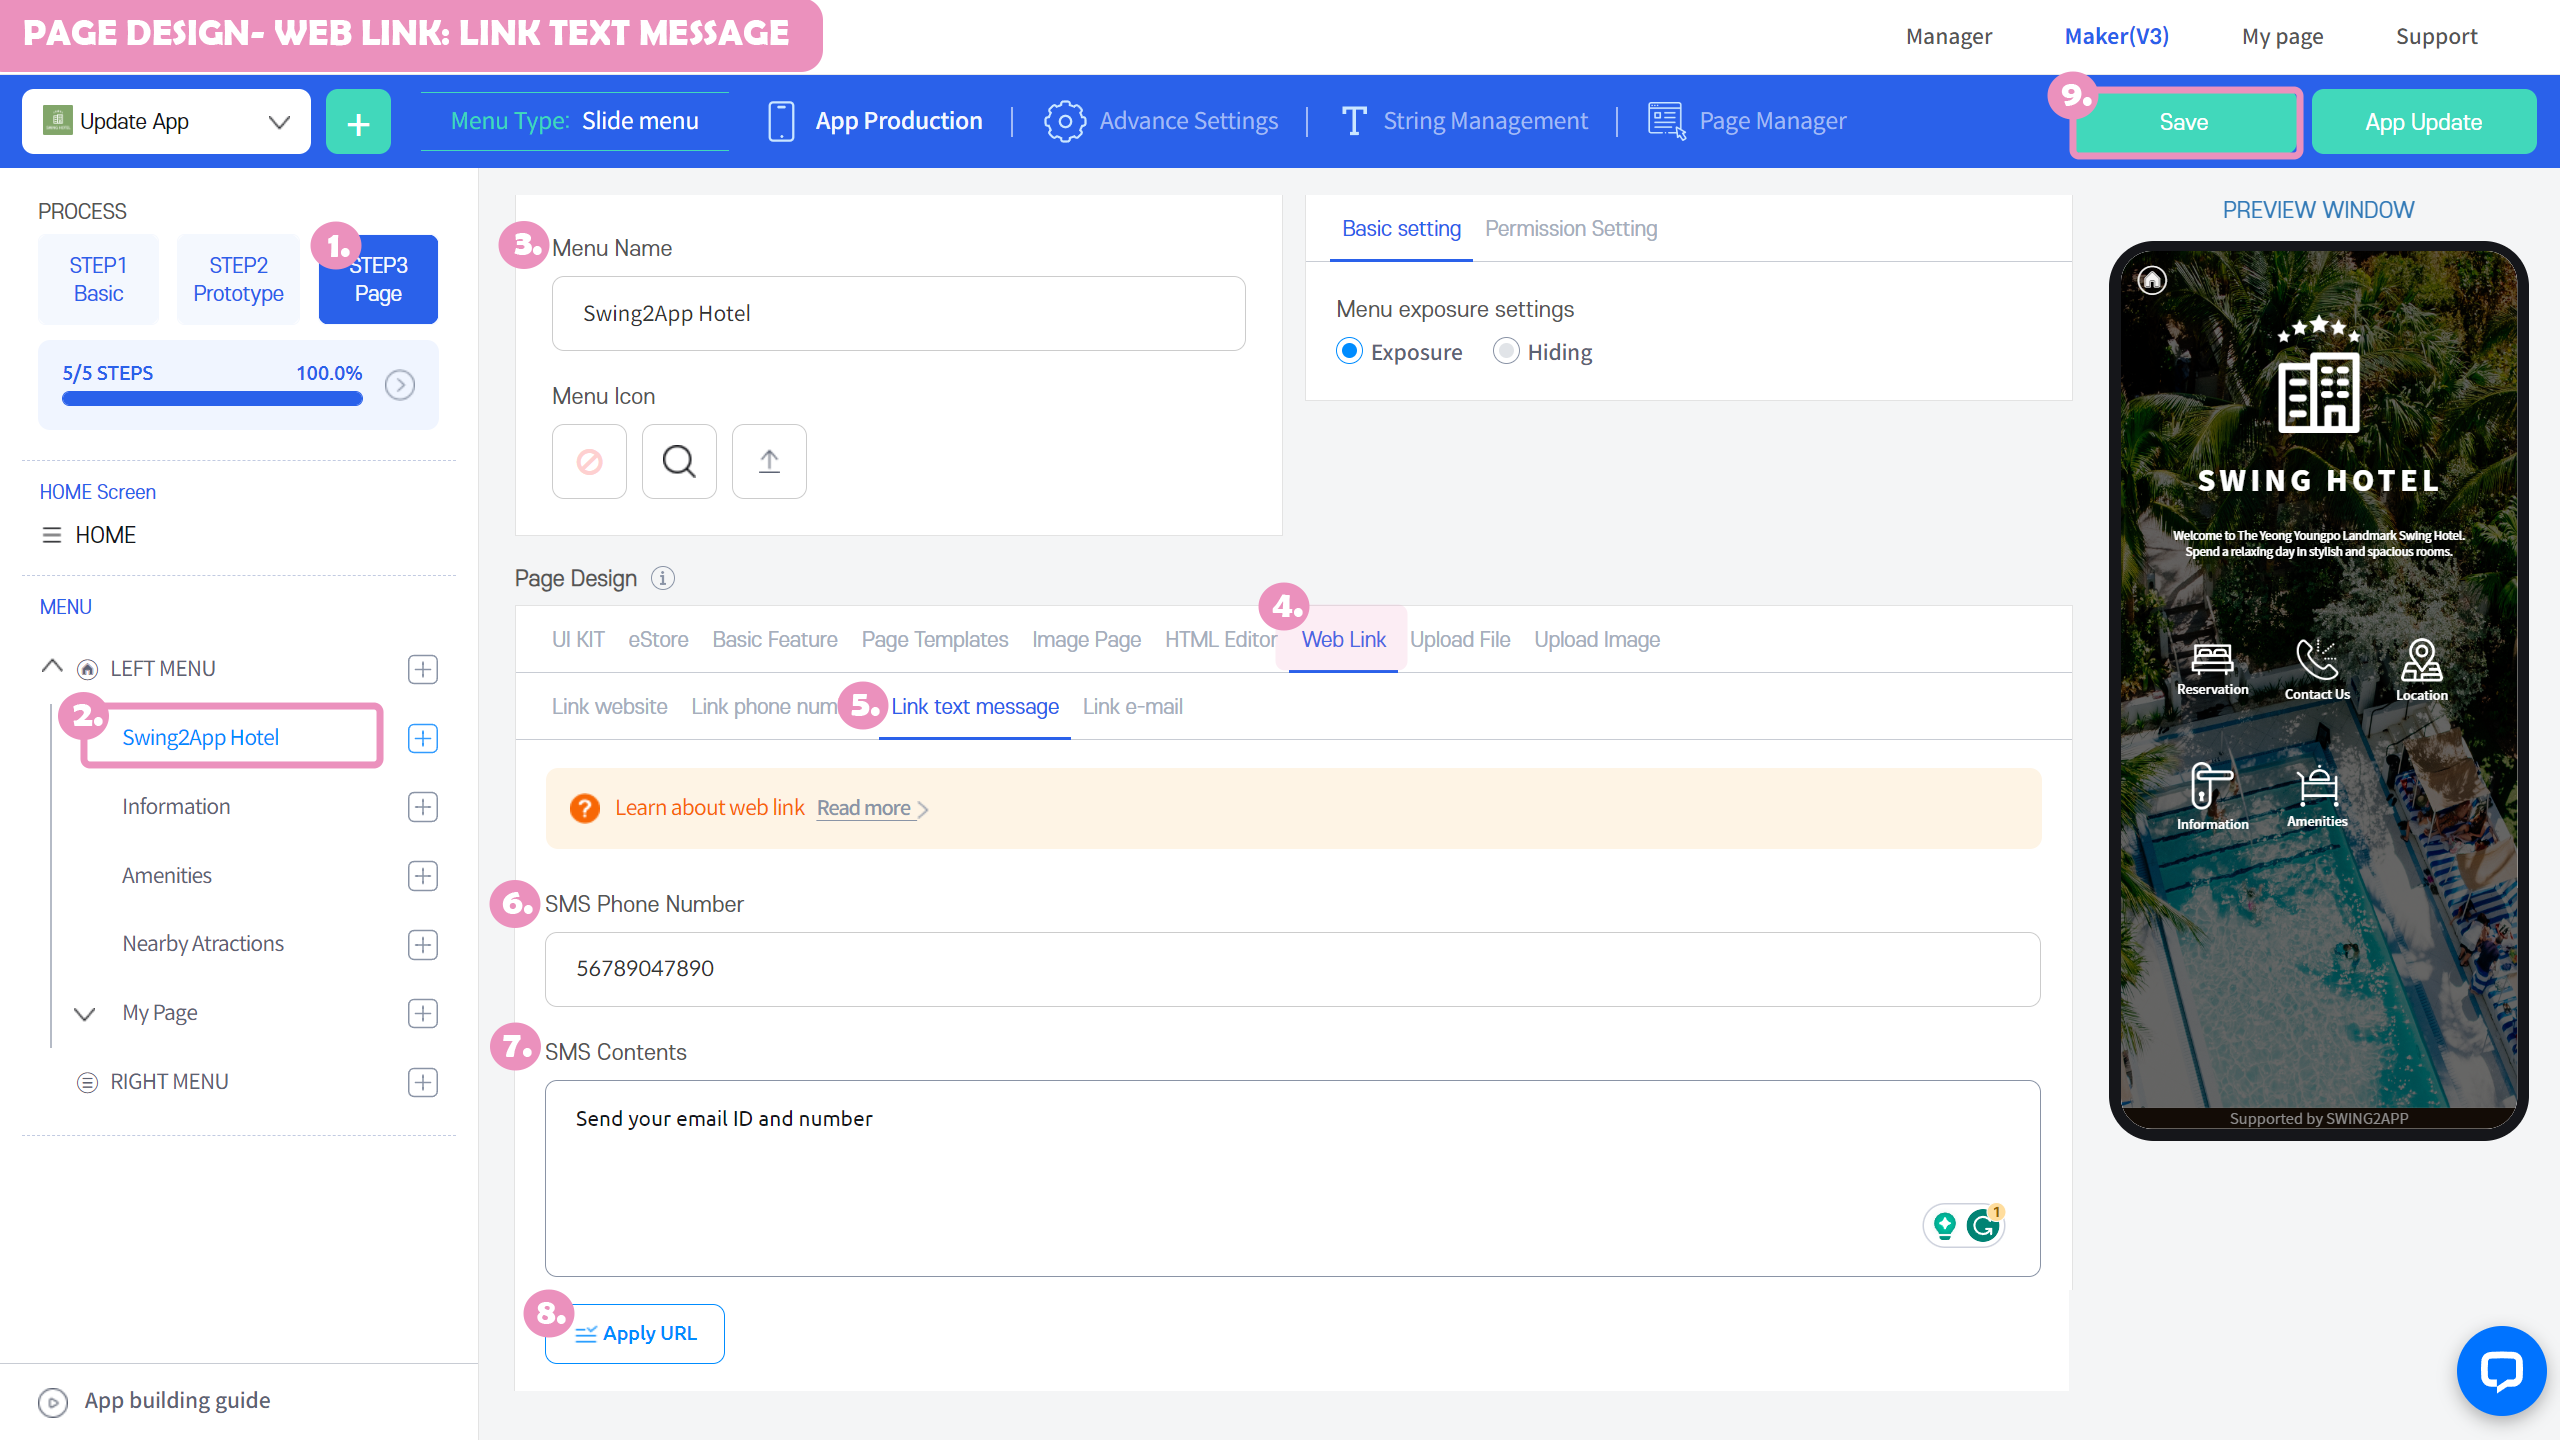 PAGE DESIGN- WEB LINK: LINK TEXT MESSAGE
Manager
Maker(V3)
My page
Support
Update App
+
Menu Type: Slide menu
App Production
Advance Settings
String Management
Page Manager
9.
Save
App Update
PROCESS
1.
STEP1
Basic
STEP2
Prototype
STEP3
Page
5/5 STEPS
100.0%
HOME Screen
HOME
MENU
LEFT MENU
2.
Swing2App Hotel
Information
Amenities
Nearby Atractions
My Page
RIGHT MENU
App building guide
3.
Menu Name
Swing2App Hotel
Menu Icon
Basic setting
Permission Setting
Menu exposure settings
Exposure
Hiding
Page Design
4.
UI KIT
eStore
Basic Feature
Page Templates
Image Page
HTML Editor
Web Link
Upload File
Upload Image
Link website
Link phone num
5.
Link text message
Link e-mail
Learn about web link Read more
6.
SMS Phone Number
56789047890
7.
SMS Contents
Send your email ID and number
1
8.
Apply URL
PREVIEW WINDOW
SWING HOTEL
Welcome to The Yeong Youngpo Landmark Swing Hotel.
Spend a relaxing day in stylish and spacious rooms.
Reservation
Contact Us
Location
Information
Amenities
Supported by SWING2APP